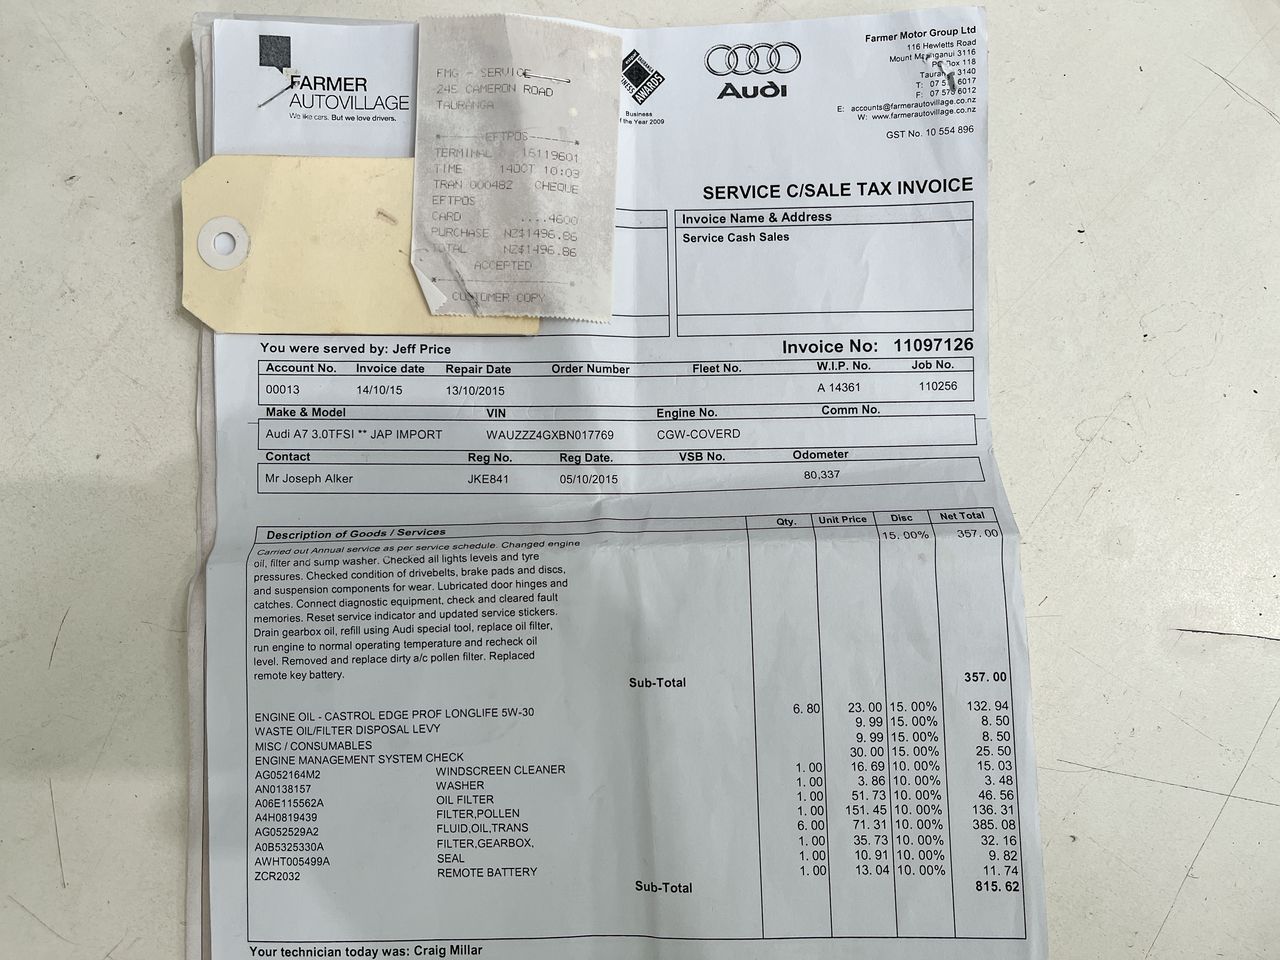 FARMER
AUTOVILLAGE
We like cars. But we love drivers.
FMG - SERVICE
245 CAMERON ROAD
TAURANGA
EFTPOS
TERMINAL 16119601
TIME 14OCT 10:03
TRAN 000482 CHEQUE
EFTPOS
CARD ....4600
PURCHASE NZ$1496.86
TOTAL NZ$1496.86
ACCEPTED
CUSTOMER COPY
AWARDS
Business
of the Year 2009
Audi
Farmer Motor Group Ltd
116 Hewletts Road
Mount Maunganui 3116
PO Box 118
Tauranga 3140
T: 07 6017
F: 07 6012
E: accounts@farmerautovillage.co.nz
W: www.farmerautovillage.co.nz
GST No. 10 554 896
SERVICE C/SALE TAX INVOICE
Invoice Name & Address
Service Cash Sales
You were served by: Jeff Price
Invoice No: 11097126
Account No. Invoice date Repair Date Order Number Fleet No. W.I.P. No. Job No.
00013 14/10/15 13/10/2015 A 14361 110256
Make & Model VIN Engine No. Comm No.
Audi A7 3.0TFSI ** JAP IMPORT WAUZZZ4GXBN017769 CGW-COVERD
Contact Reg No. Reg Date. VSB No. Odometer
Mr Joseph Alker JKE841 05/10/2015 80,337
Description of Goods / Services Qty. Unit Price Disc Net Total
Carried out Annual service as per service schedule. Changed engine 15.00% 357.00
oil, filter and sump washer. Checked all lights levels and tyre
pressures. Checked condition of drivebelts, brake pads and discs,
and suspension components for wear. Lubricated door hinges and
catches. Connect diagnostic equipment, check and cleared fault
memories. Reset service indicator and updated service stickers.
Drain gearbox oil, refill using Audi special tool, replace oil filter,
run engine to normal operating temperature and recheck oil
level. Removed and replace dirty a/c pollen filter. Replaced
remote key battery.
Sub-Total 357.00
ENGINE OIL - CASTROL EDGE PROF LONGLIFE 5W-30 6.80 23.00 15.00% 132.94
WASTE OIL/FILTER DISPOSAL LEVY 9.99 15.00% 8.50
MISC / CONSUMABLES 9.99 15.00% 8.50
ENGINE MANAGEMENT SYSTEM CHECK 30.00 15.00% 25.50
AG052164M2 WINDSCREEN CLEANER 1.00 16.69 10.00% 15.03
AN0138157 WASHER 1.00 3.86 10.00% 3.48
A06E115562A OIL FILTER 1.00 51.73 10.00% 46.56
A4H0819439 FILTER,POLLEN 1.00 151.45 10.00% 136.31
AG052529A2 FLUID,OIL,TRANS 6.00 71.31 10.00% 385.08
A0B5325330A FILTER,GEARBOX, 1.00 35.73 10.00% 32.16
AWHT005499A SEAL 1.00 10.91 10.00% 9.82
ZCR2032 REMOTE BATTERY 1.00 13.04 10.00% 11.74
Sub-Total 815.62
Your technician today was: Craig Millar